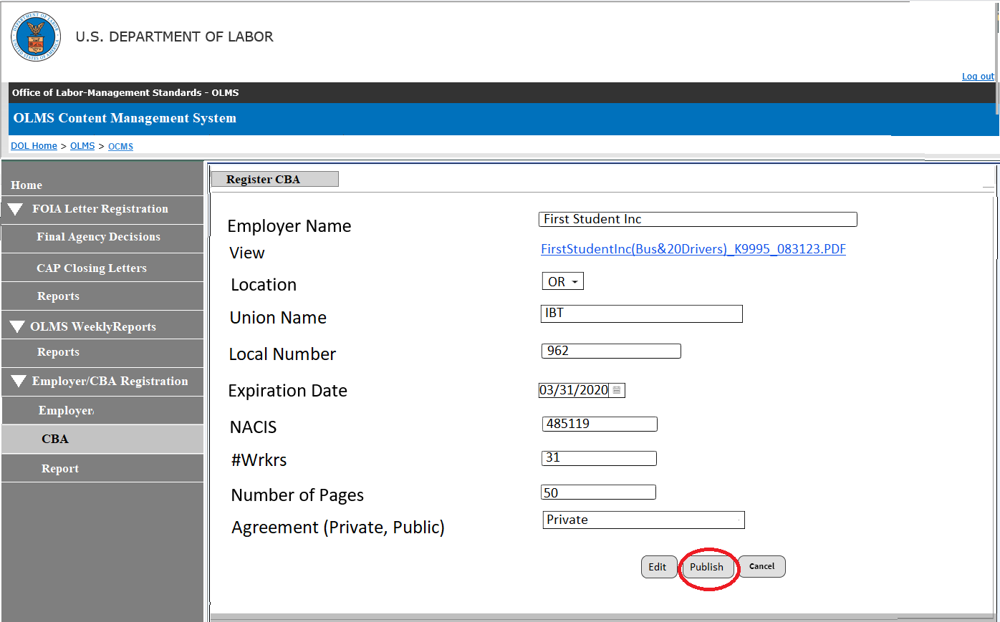 U.S. DEPARTMENT OF LABOR
Log out
Office of Labor-Management Standards - OLMS
OLMS Content Management System
DOL Home > OLMS > OCMS
Home
FOIA Letter Registration
Final Agency Decisions
CAP Closing Letters
Reports
OLMS WeeklyReports
Reports
Employer/CBA Registration
Employer
CBA
Report
Register CBA
Employer Name First Student Inc
View FirstStudentInc(Bus&20Drivers)_K9995_083123.PDF
Location OR
Union Name IBT
Local Number 962
Expiration Date 03/31/2020
NACIS 485119
#Wrkrs 31
Number of Pages 50
Agreement (Private, Public) Private
Edit Publish Cancel